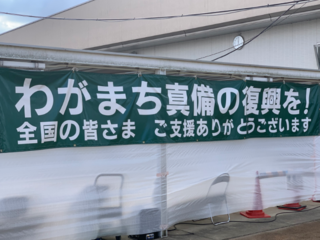 わがまち真備の復興を!
全国の皆さま ご支援ありがとうございます